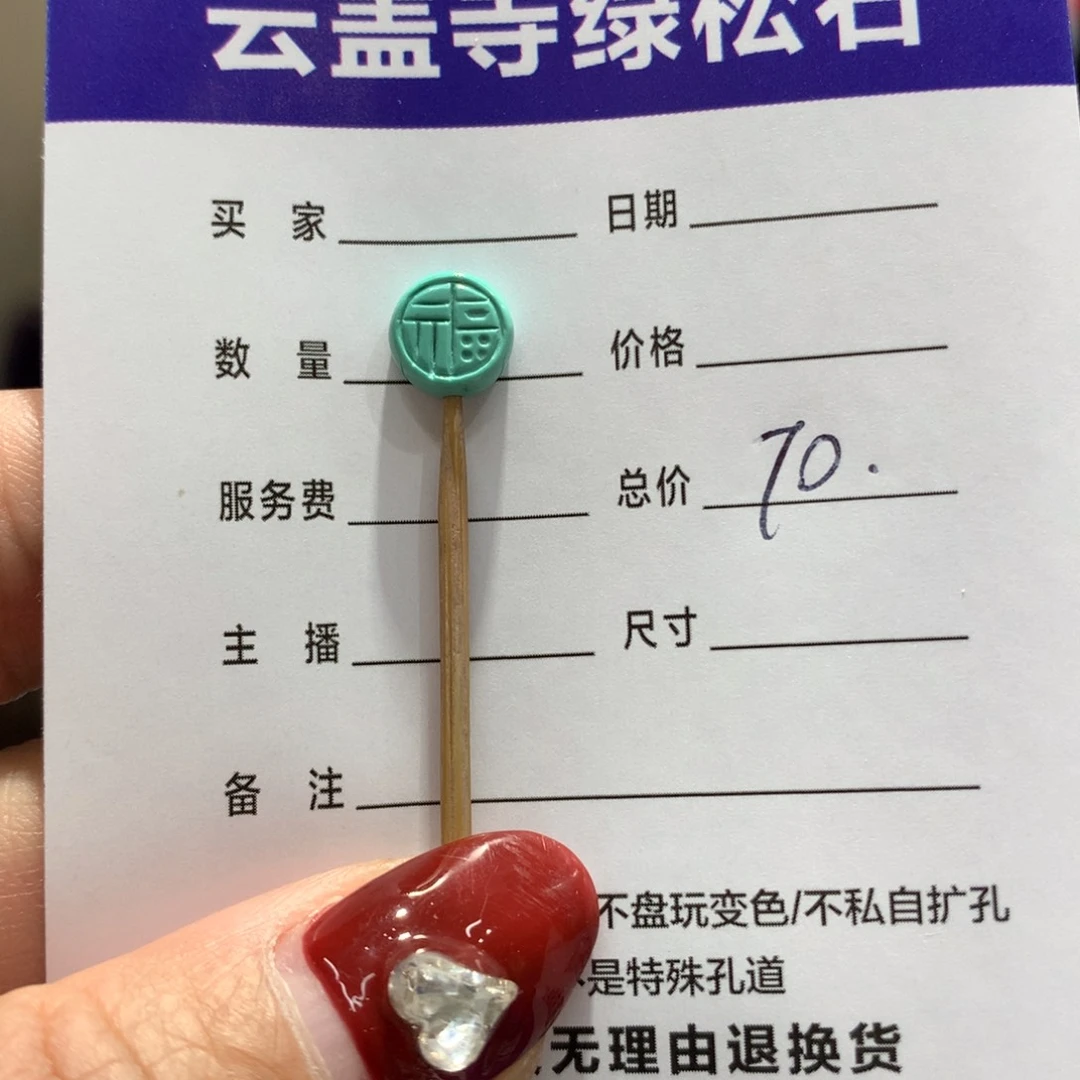 云盖寺绿松石
买 家 日期
福
数 量 价格
服务费 总价 70.
主 播 尺寸
备 注
不盘玩变色/不私自扩孔
是特殊孔道
无理由退换货